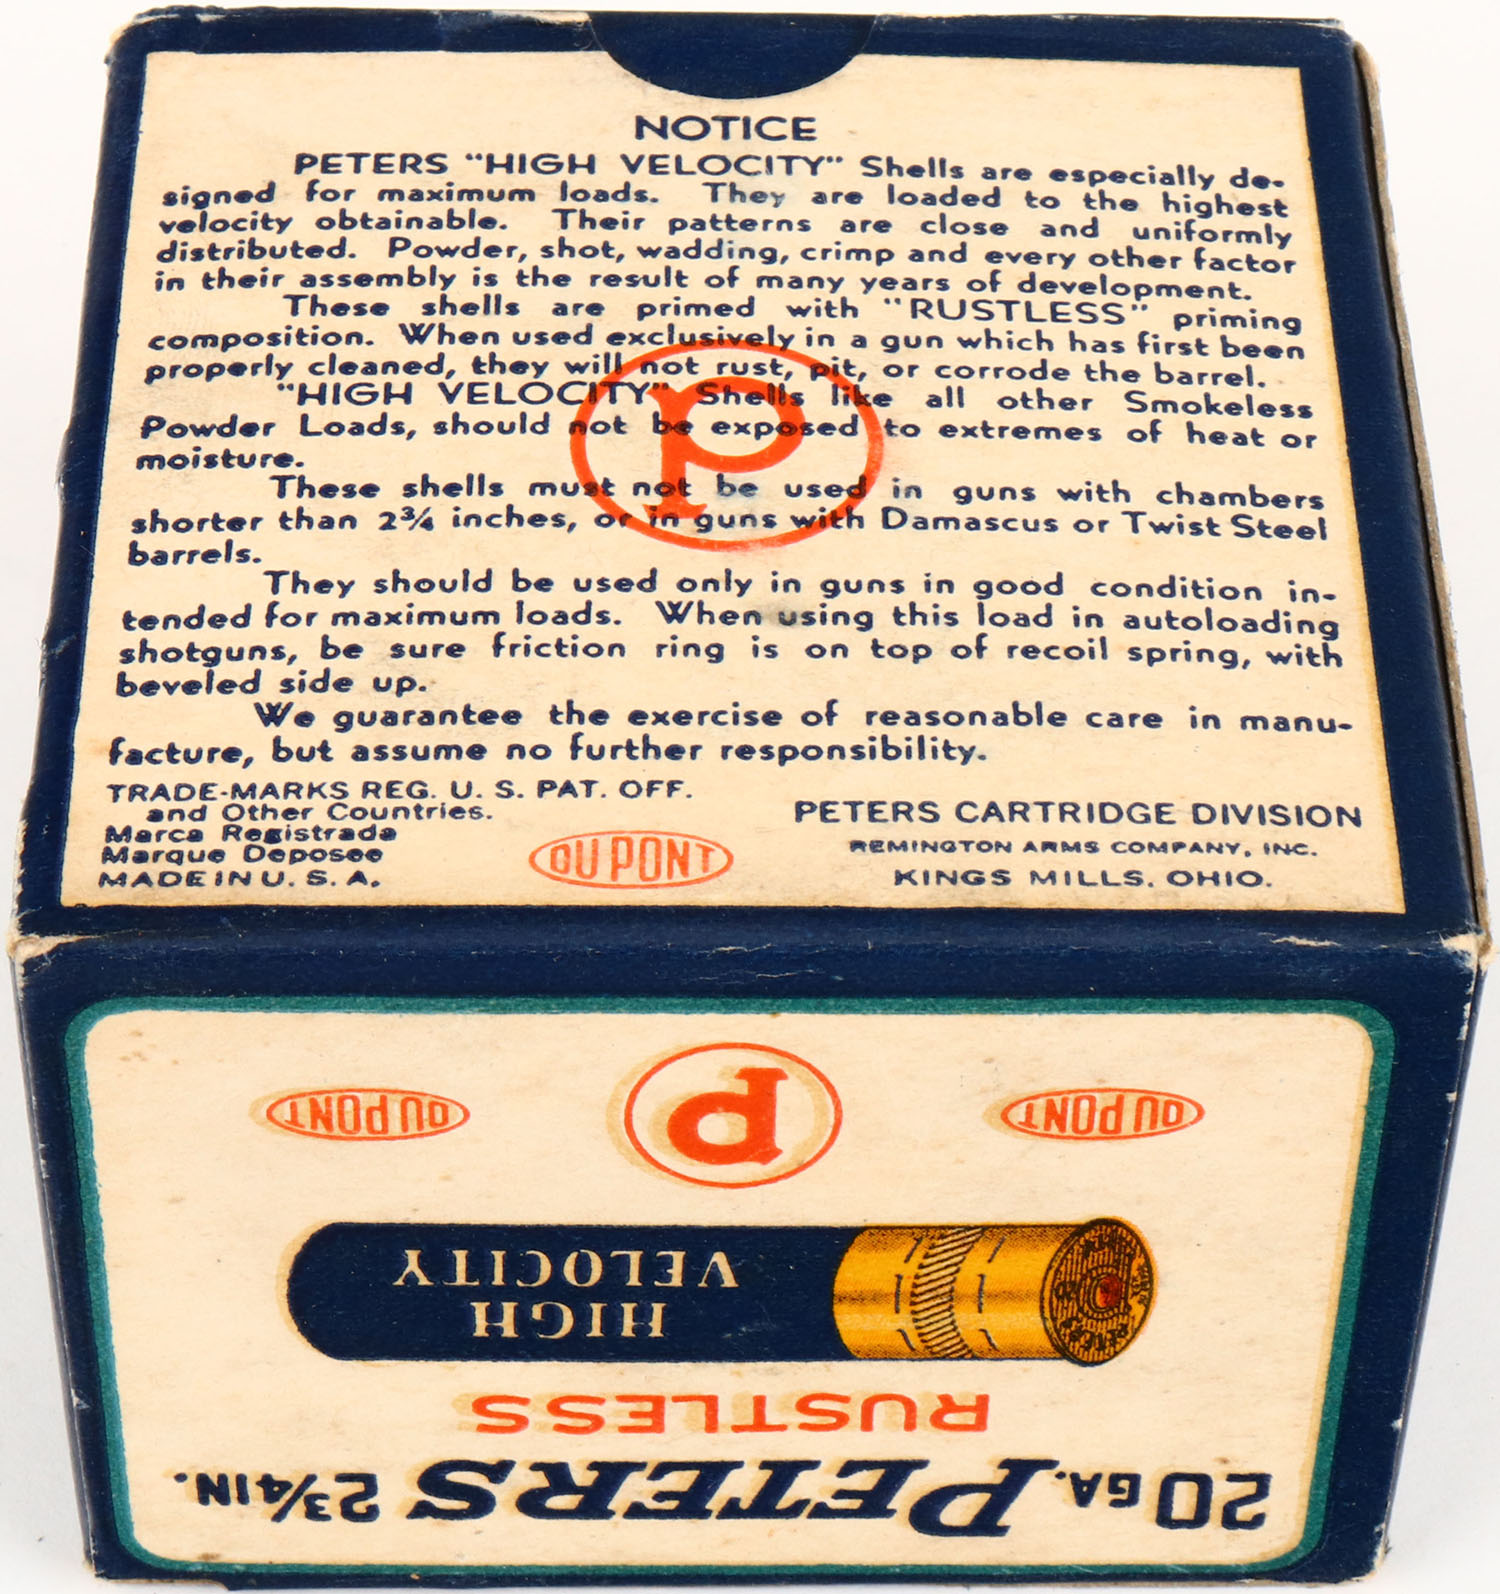 NOTICE
PETERS "HIGH VELOCITY" Shells are especially de-
signed for maximum loads. They are loaded to the highest
velocity obtainable. Their patterns are close and uniformly
distributed. Powder, shot, wadding, crimp and every other factor
in their assembly is the result of many years of development.
These shells are primed with "RUSTLESS" priming
composition. When used exclusively in a gun which has first been
properly cleaned, they will not rust, pit, or corrode the barrel.
"HIGH VELOCITY" Shells like all other Smokeless
Powder Loads, should not be exposed to extremes of heat or
moisture.
These shells must not be used in guns with chambers
shorter than 2¾ inches, or in guns with Damascus or Twist Steel
barrels.
They should be used only in guns in good condition in-
tended for maximum loads. When using this load in autoloading
shotguns, be sure friction ring is on top of recoil spring, with
beveled side up.
We guarantee the exercise of reasonable care in manu-
facture, but assume no further responsibility.
P
TRADE-MARKS REG. U. S. PAT. OFF.
and Other Countries.
Marca Registrada
Marque Deposee
MADE IN U. S. A.
DU PONT
PETERS CARTRIDGE DIVISION
REMINGTON ARMS COMPANY, INC.
KINGS MILLS, OHIO.
20 GA. PETERS 2¾ IN.
RUSTLESS
HIGH
VELOCITY
PETERS
20
DU PONT
P
DU PONT